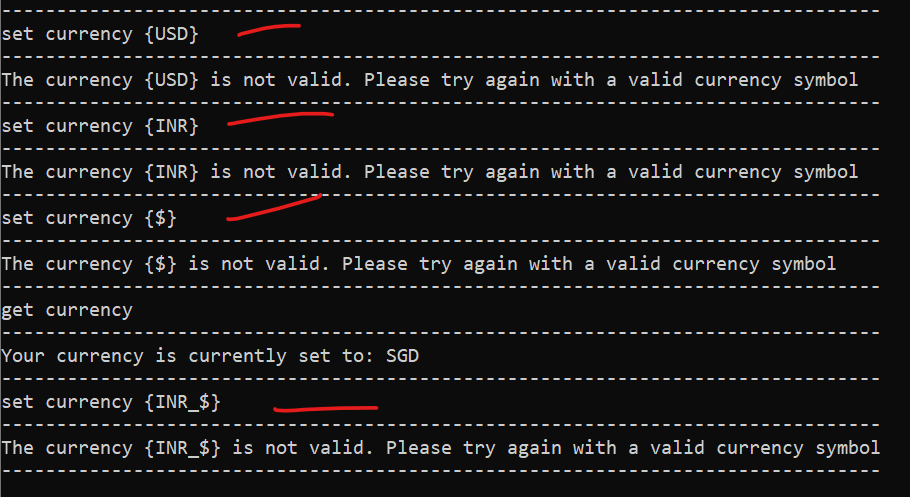 set currency {USD}
The currency {USD} is not valid. Please try again with a valid currency symbol
set currency {INR}
The currency {INR} is not valid. Please try again with a valid currency symbol
set currency {$}
The currency {$} is not valid. Please try again with a valid currency symbol
get currency
Your currency is currently set to: SGD
set currency {INR_$}
The currency {INR_$} is not valid. Please try again with a valid currency symbol